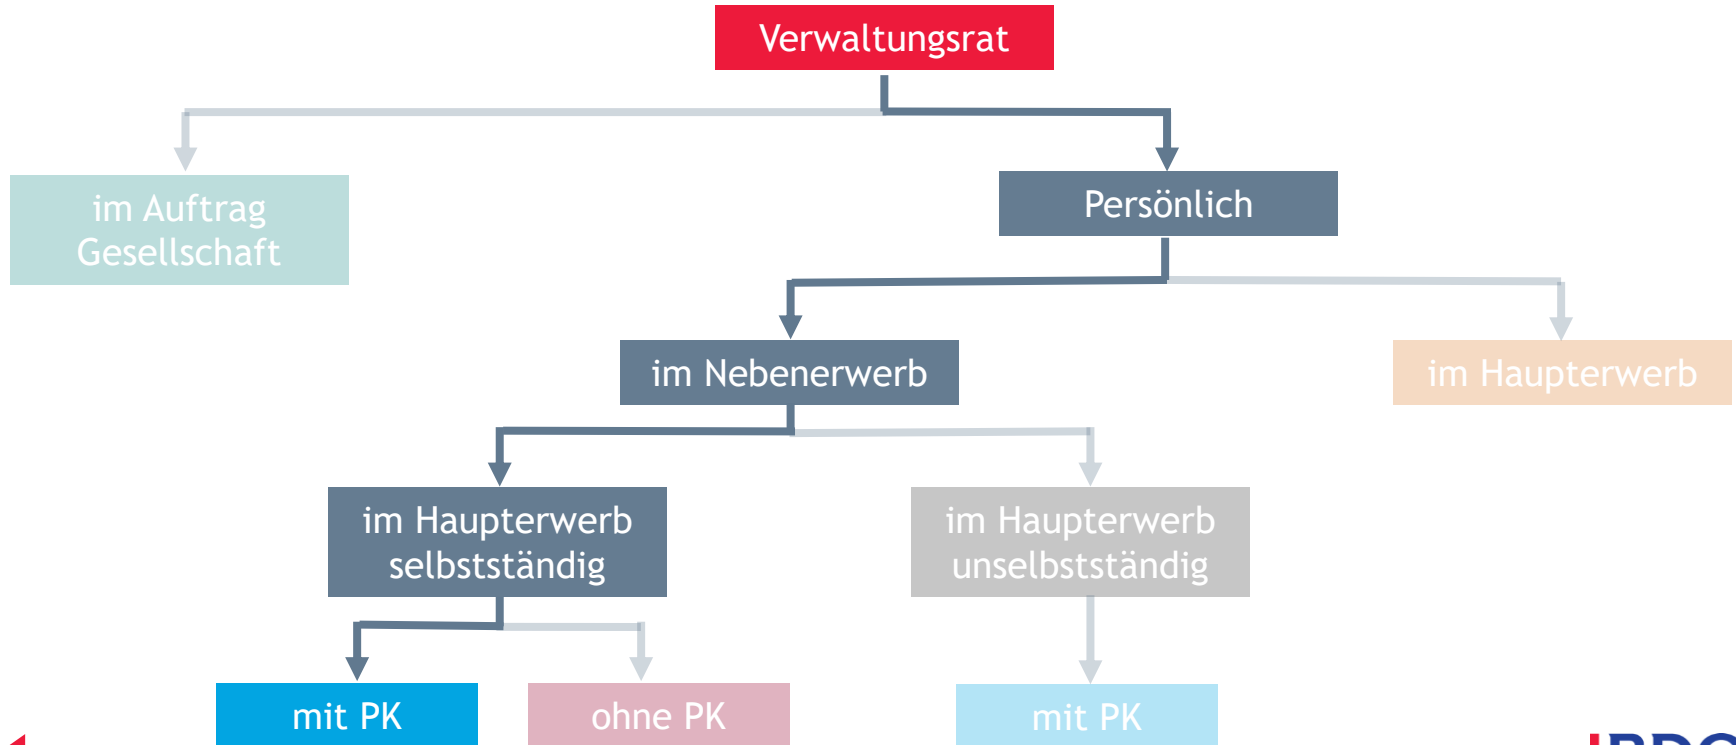 Verwaltungsrat
im Auftrag
Gesellschaft
Persönlich
im Nebenerwerb
im Haupterwerb
im Haupterwerb
selbstständig
im Haupterwerb
unselbstständig
mit PK
ohne PK
mit PK